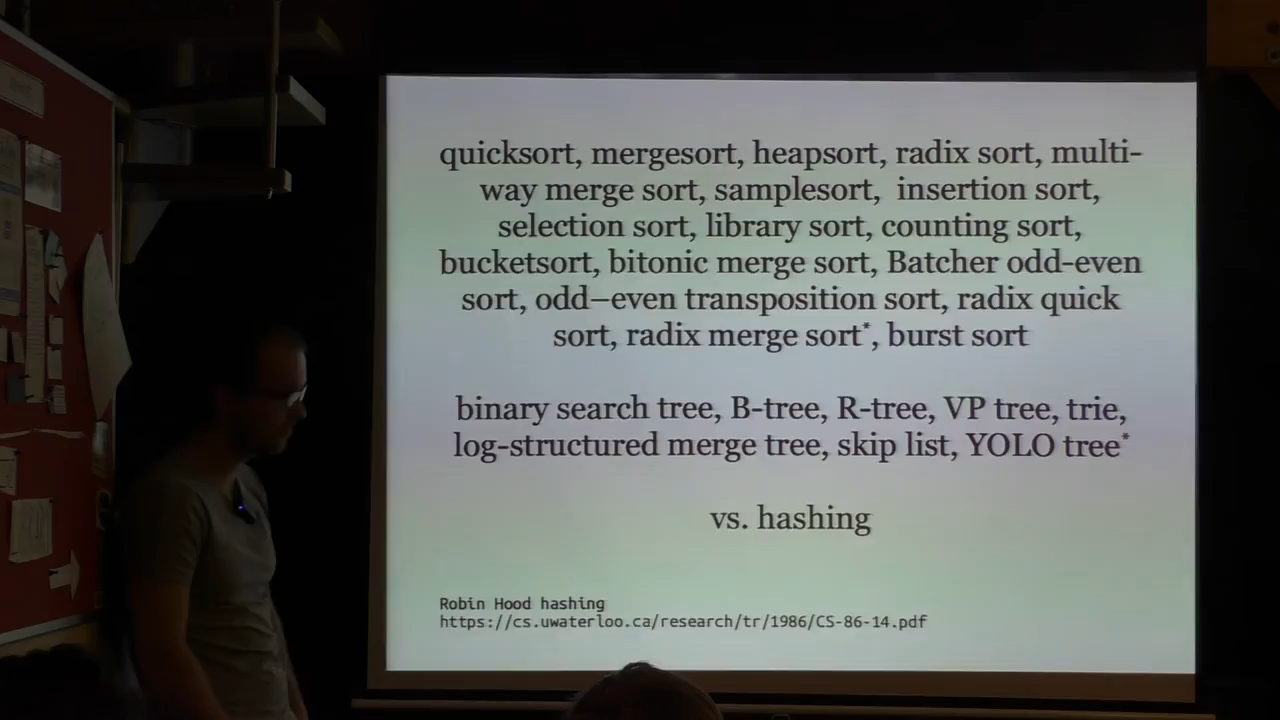 quicksort, mergesort, heapsort, radix sort, multi-
way merge sort, samplesort, insertion sort,
selection sort, library sort, counting sort,
bucketsort, bitonic merge sort, Batcher odd-even
sort, odd–even transposition sort, radix quick
sort, radix merge sort*, burst sort
binary search tree, B-tree, R-tree, VP tree, trie,
log-structured merge tree, skip list, YOLO tree*
vs. hashing
Robin Hood hashing
https://cs.uwaterloo.ca/research/tr/1986/CS-86-14.pdf